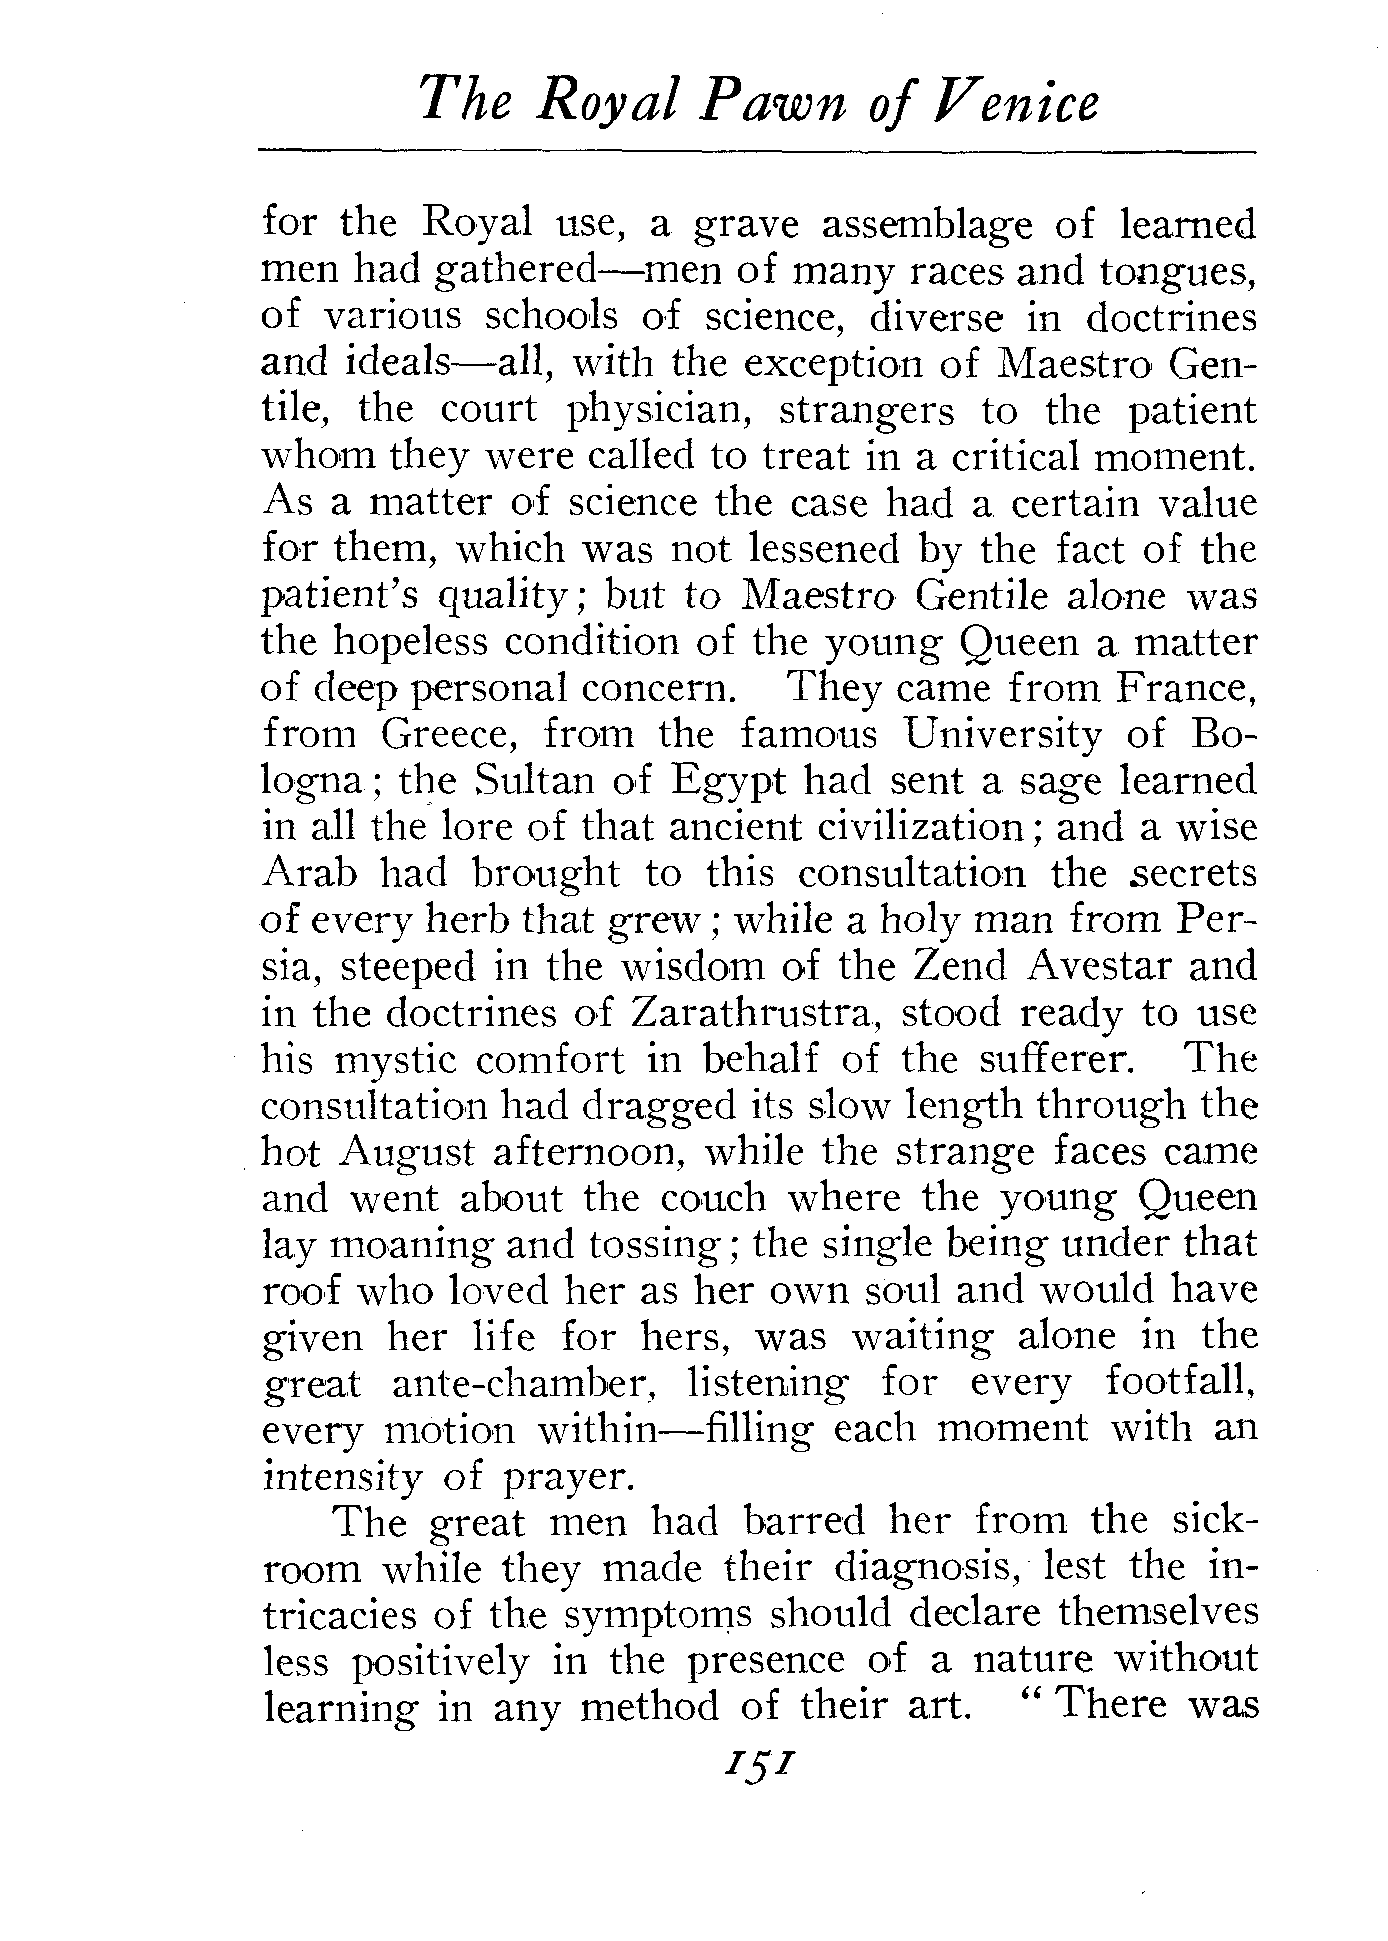 The Royal Pawn of Venice
for the Royal use, a grave assemblage of learned
men had gathered—men of many races and tongues,
of various schools of science, diverse in doctrines
and ideals—all, with the exception of Maestro Gen-
tile, the court physician, strangers to the patient
whom they were called to treat in a critical moment.
As a matter of science the case had a certain value
for them, which was not lessened by the fact of the
patient's quality; but to Maestro Gentile alone was
the hopeless condition of the young Queen a matter
of deep personal concern. They came from France,
from Greece, from the famous University of Bo-
logna; the Sultan of Egypt had sent a sage learned
in all the lore of that ancient civilization; and a wise
Arab had brought to this consultation the secrets
of every herb that grew; while a holy man from Per-
sia, steeped in the wisdom of the Zend Avestar and
in the doctrines of Zarathrustra, stood ready to use
his mystic comfort in behalf of the sufferer. The
consultation had dragged its slow length through the
hot August afternoon, while the strange faces came
and went about the couch where the young Queen
lay moaning and tossing; the single being under that
roof who loved her as her own soul and would have
given her life for hers, was waiting alone in the
great ante-chamber, listening for every footfall,
every motion within—filling each moment with an
intensity of prayer.
The great men had barred her from the sick-
room while they made their diagnosis, lest the in-
tricacies of the symptoms should declare themselves
less positively in the presence of a nature without
learning in any method of their art. “ There was
151